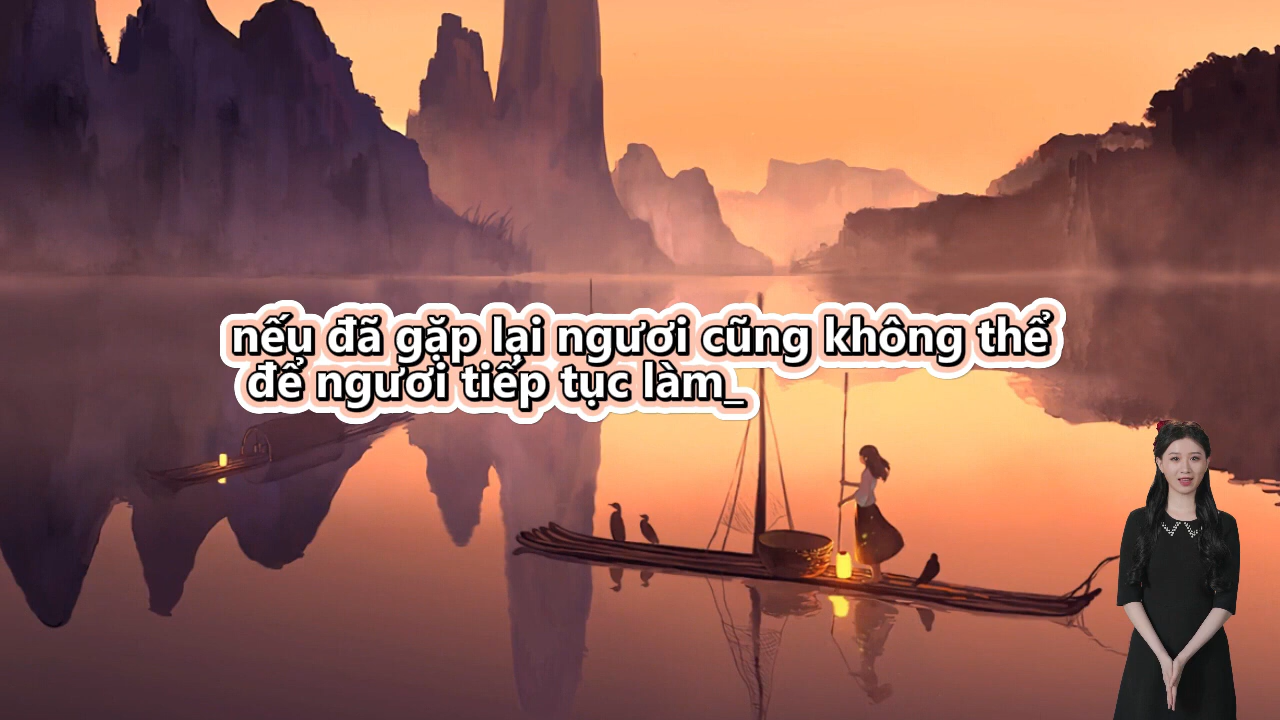 nếu đã gặp lại ngươi cũng không thể
để ngươi tiếp tục làm_